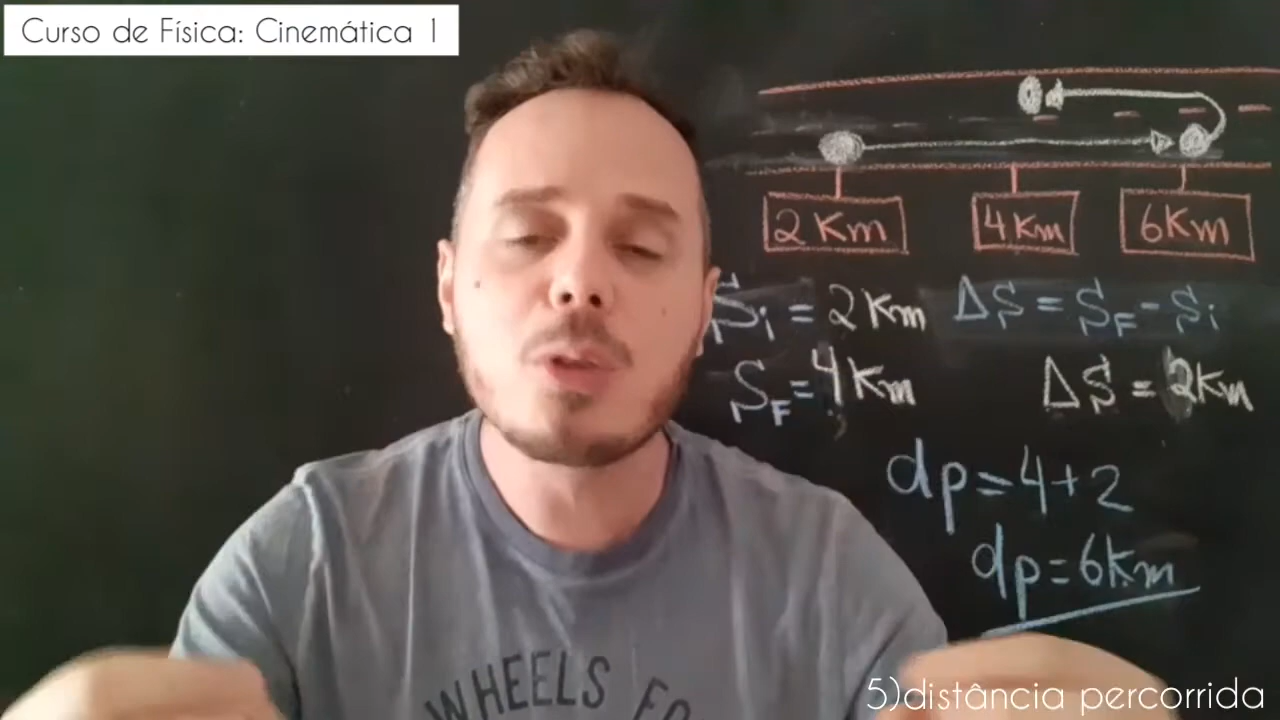 Curso de Física: Cinemática 1
2 Km 4 Km 6 Km
Si = 2 Km ΔS = SF - Si
SF = 4 Km ΔS = 2 Km
dp = 4 + 2
dp = 6 km
WHEELS
5)distância percorrida